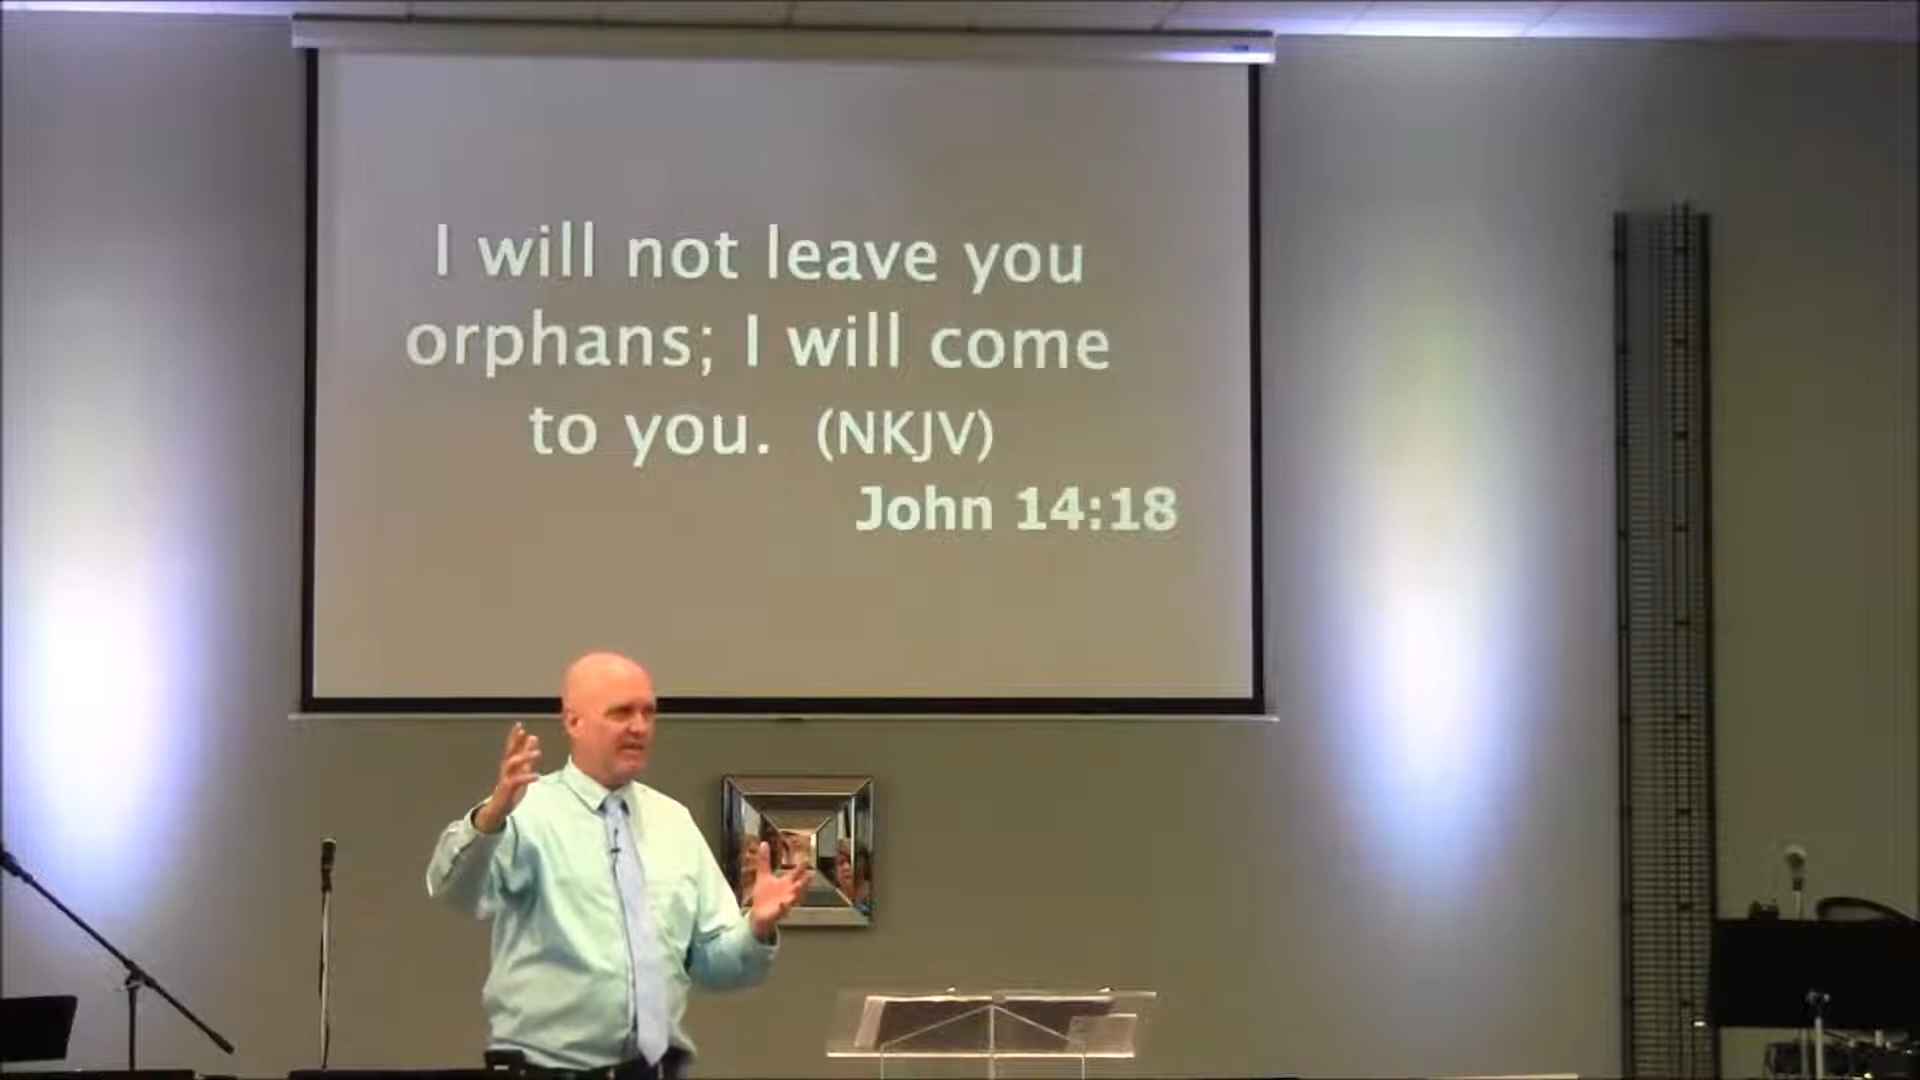 I will not leave you
orphans; I will come
to you. (NKJV)
John 14:18